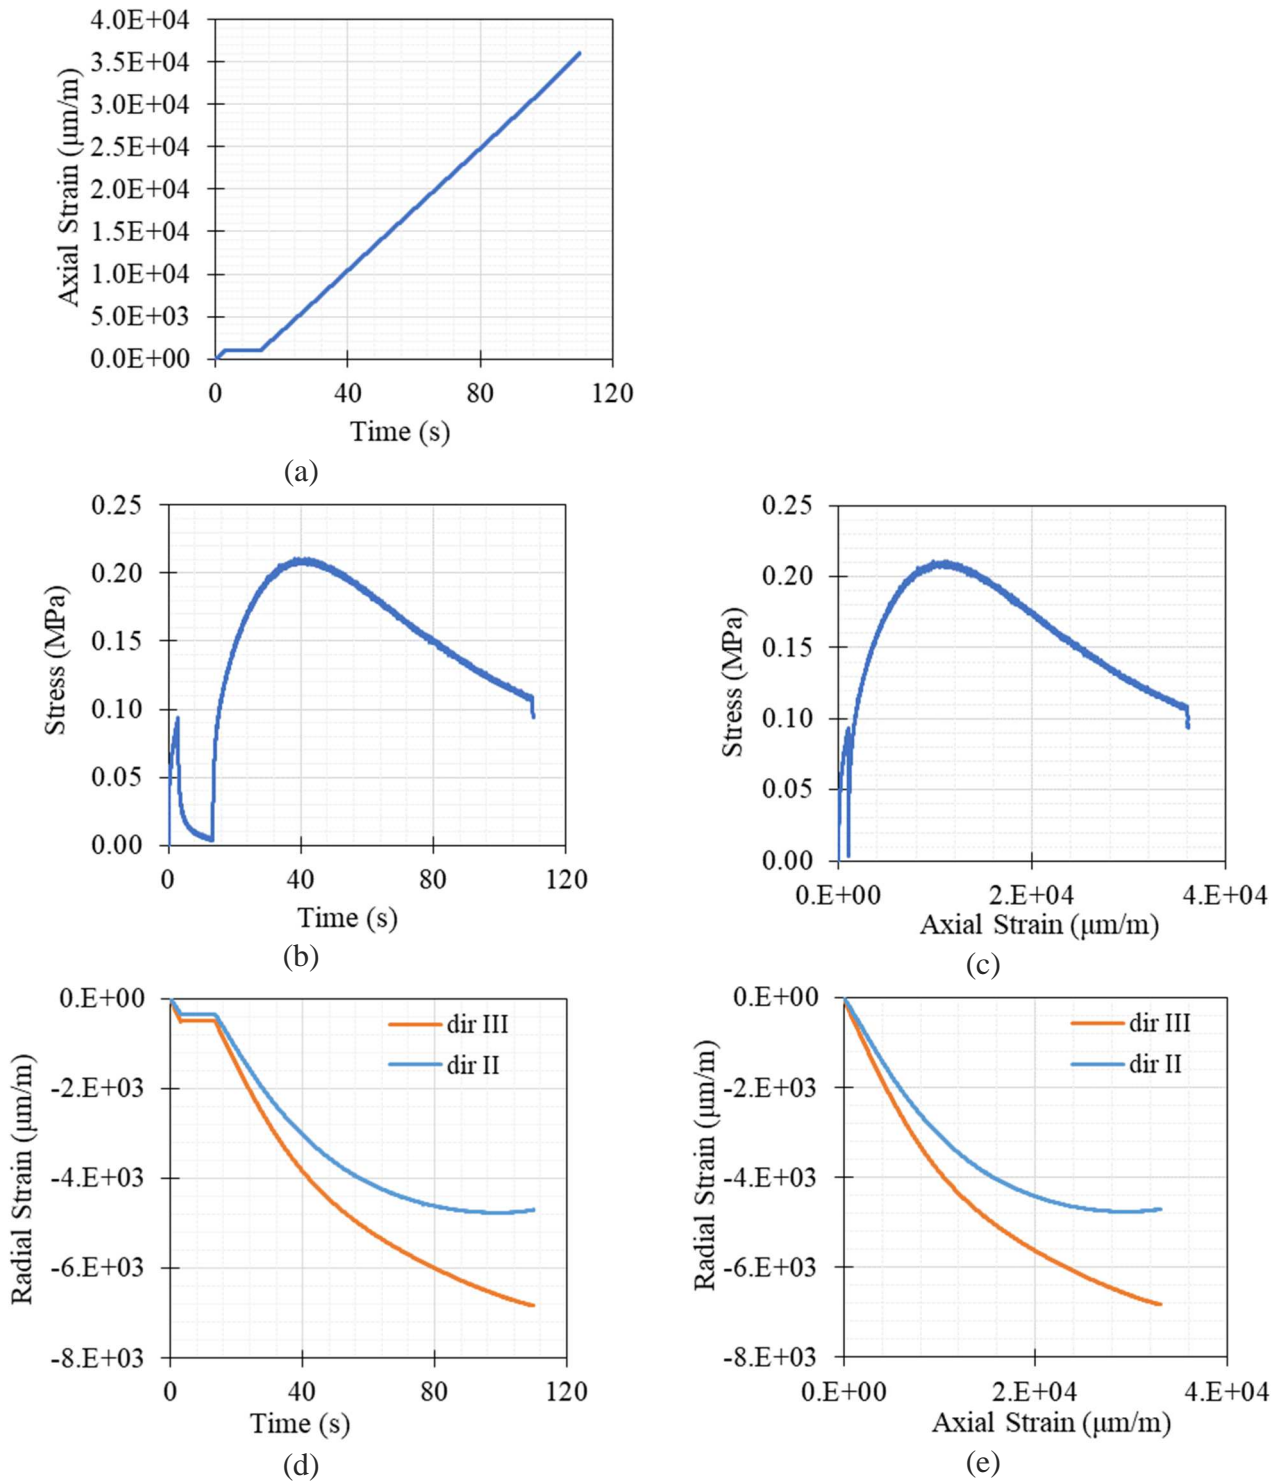 4.0E+04
3.5E+04
3.0E+04
2.5E+04
2.0E+04
1.5E+04
1.0E+04
5.0E+03
0.0E+00
Axial Strain (μm/m)
0 40 80 120
Time (s)
(a)
0.25
0.20
0.15
0.10
0.05
0.00
Stress (MPa)
0 40 80 120
Time (s)
(b)
0.25
0.20
0.15
0.10
0.05
0.00
Stress (MPa)
0.E+00 2.E+04 4.E+04
Axial Strain (μm/m)
(c)
0.E+00
-2.E+03
-4.E+03
-6.E+03
-8.E+03
Radial Strain (μm/m)
dir III
dir II
0 40 80 120
Time (s)
(d)
0.E+00
-2.E+03
-4.E+03
-6.E+03
-8.E+03
Radial Strain (μm/m)
dir III
dir II
0.E+00 2.E+04 4.E+04
Axial Strain (μm/m)
(e)